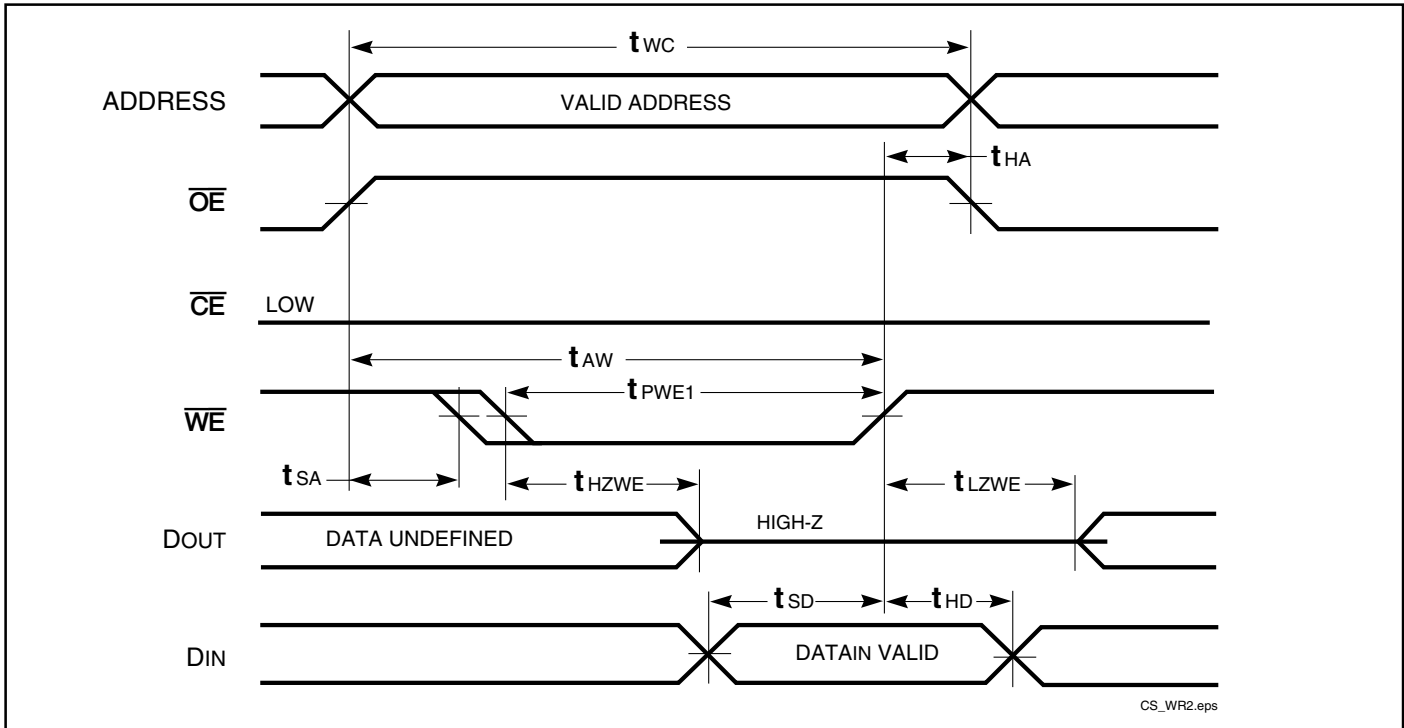 tWC
ADDRESS
VALID ADDRESS
tHA
OE
CE
LOW
tAW
tPWE1
WE
tSA
tHZWE
tLZWE
HIGH-Z
DOUT
DATA UNDEFINED
tSD
tHD
DIN
DATAIN VALID
CS_WR2.eps